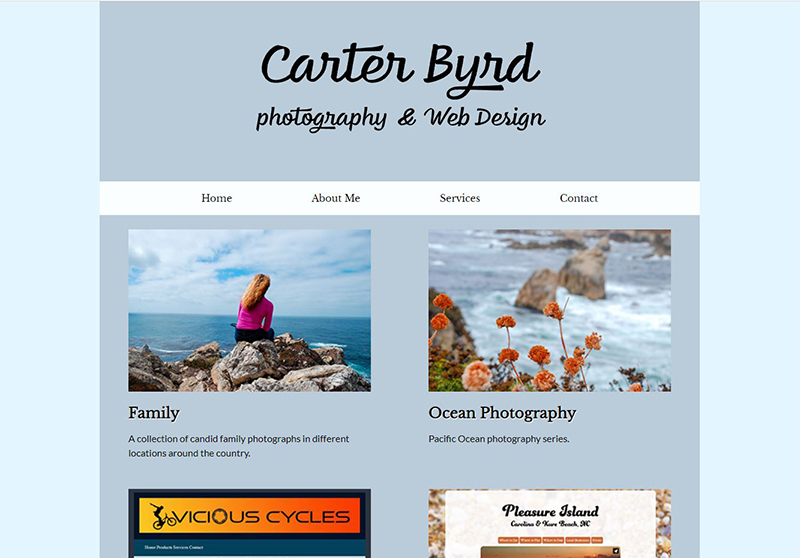 Carter Byrd
photography & Web Design
Home About Me Services Contact
Family
A collection of candid family photographs in different
locations around the country.
Ocean Photography
Pacific Ocean photography series.
VICIOUS CYCLES
Home Products Services Contact
Pleasure Island
Carolina & Kure Beach, NC